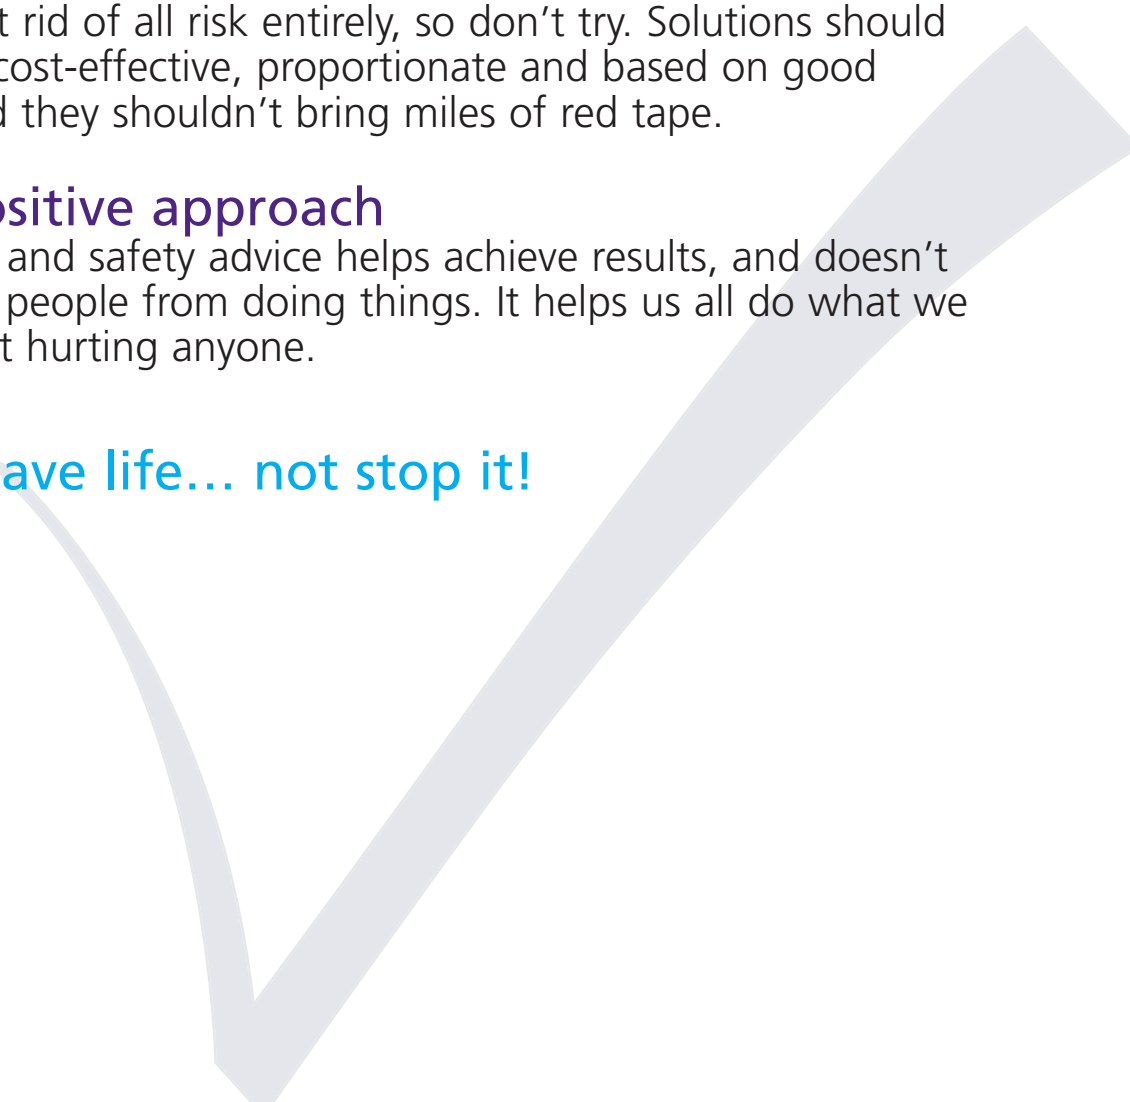 t rid of all risk entirely, so don’t try. Solutions should
cost-effective, proportionate and based on good
d they shouldn’t bring miles of red tape.
ositive approach
and safety advice helps achieve results, and doesn’t
people from doing things. It helps us all do what we
t hurting anyone.
ave life… not stop it!